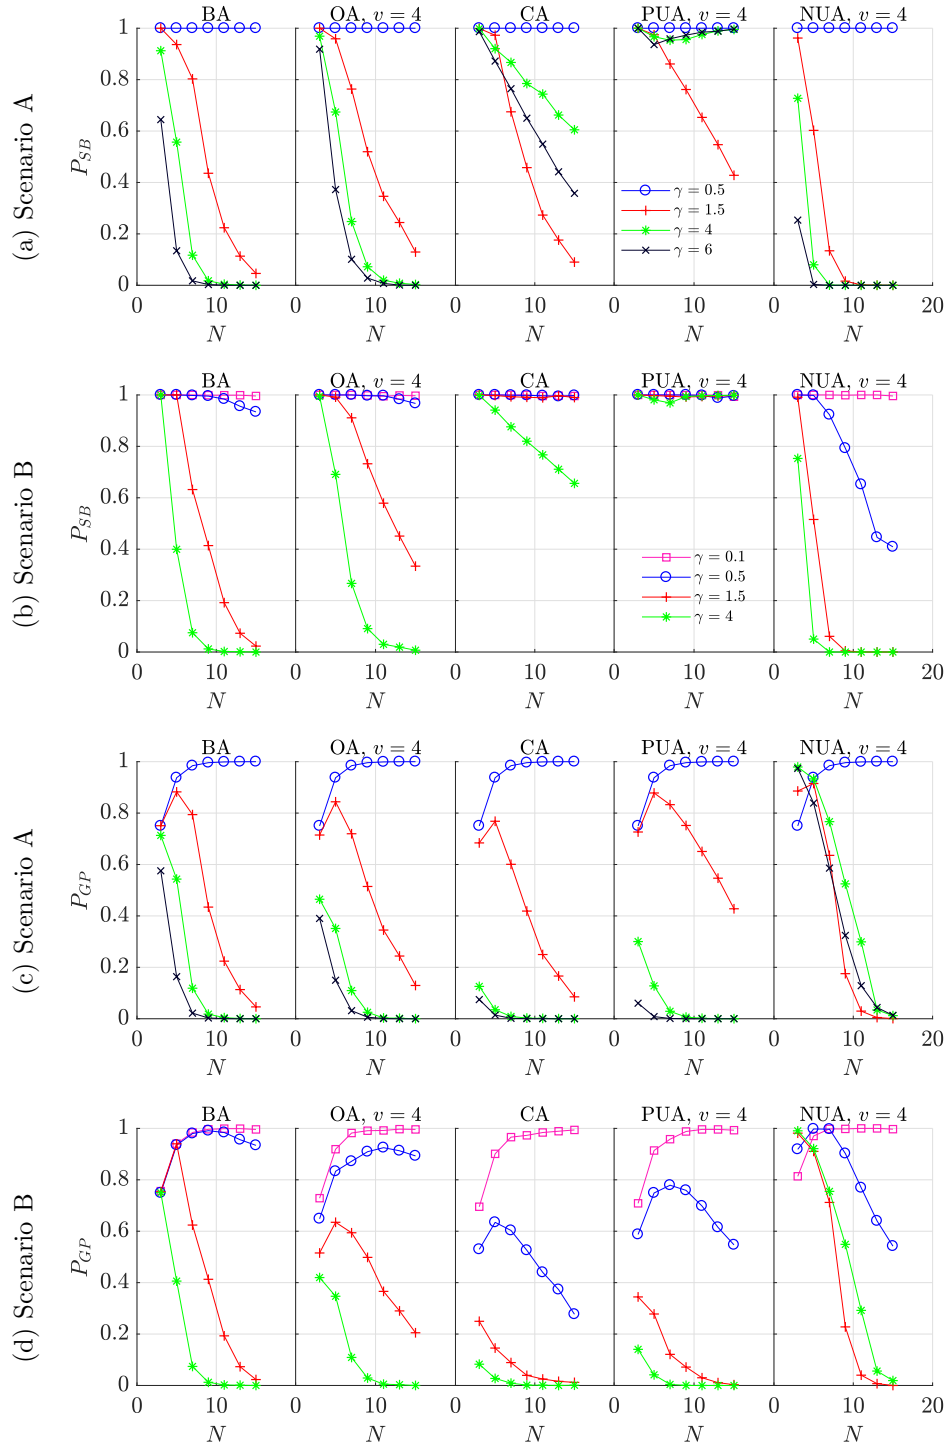 BA OA, v = 4 CA PUA, v = 4 NUA, v = 4
(a) Scenario A
P_SB
1
0.8
0.6
0.4
0.2
0
γ = 0.5
γ = 1.5
γ = 4
γ = 6
0 10 0 10 0 10 0 10 0 10 20
N N N N N
BA OA, v = 4 CA PUA, v = 4 NUA, v = 4
(b) Scenario B
P_SB
1
0.8
0.6
0.4
0.2
0
γ = 0.1
γ = 0.5
γ = 1.5
γ = 4
0 10 0 10 0 10 0 10 0 10 20
N N N N N
BA OA, v = 4 CA PUA, v = 4 NUA, v = 4
(c) Scenario A
P_GP
1
0.8
0.6
0.4
0.2
0
0 10 0 10 0 10 0 10 0 10 20
N N N N N
BA OA, v = 4 CA PUA, v = 4 NUA, v = 4
(d) Scenario B
P_GP
1
0.8
0.6
0.4
0.2
0
0 10 0 10 0 10 0 10 0 10 20
N N N N N